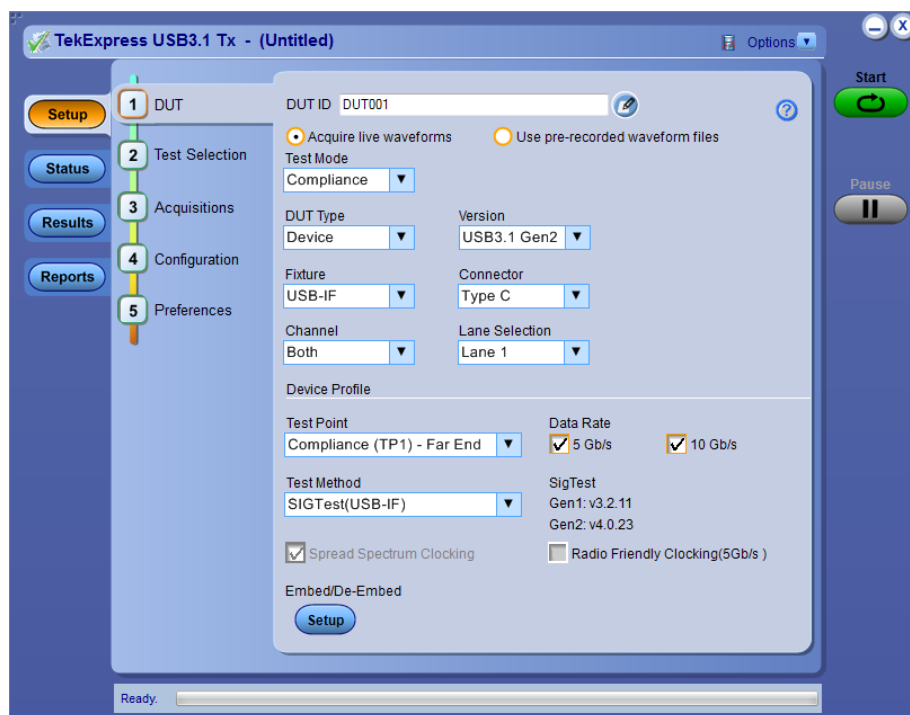 TekExpress USB3.1 Tx - (Untitled)
Options
Start
Pause
Setup
Status
Results
Reports
1 DUT
2 Test Selection
3 Acquisitions
4 Configuration
5 Preferences
DUT ID DUT001
?
Acquire live waveforms Use pre-recorded waveform files
Test Mode
Compliance
DUT Type Version
Device USB3.1 Gen2
Fixture Connector
USB-IF Type C
Channel Lane Selection
Both Lane 1
Device Profile
Test Point Data Rate
Compliance (TP1) - Far End 5 Gb/s 10 Gb/s
Test Method SigTest
SIGTest(USB-IF) Gen1: v3.2.11
Gen2: v4.0.23
Spread Spectrum Clocking Radio Friendly Clocking(5Gb/s )
Embed/De-Embed
Setup
Ready.